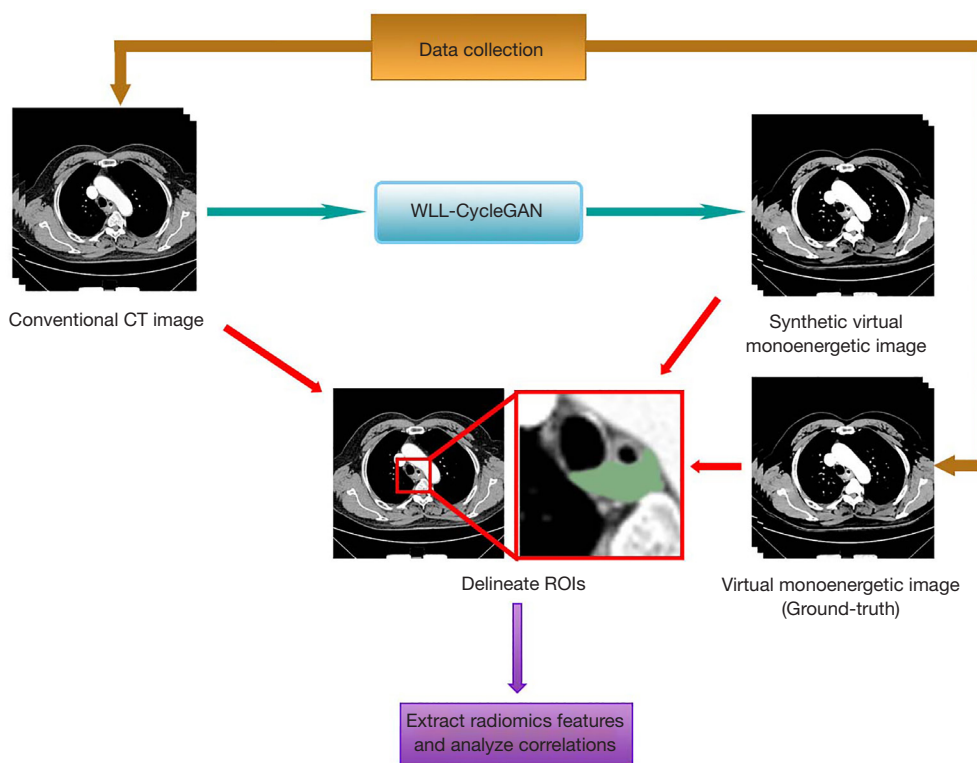 Data collection
WLL-CycleGAN
Conventional CT image
Synthetic virtual
monoenergetic image
Delineate ROIs
Virtual monoenergetic image
(Ground-truth)
Extract radiomics features
and analyze correlations